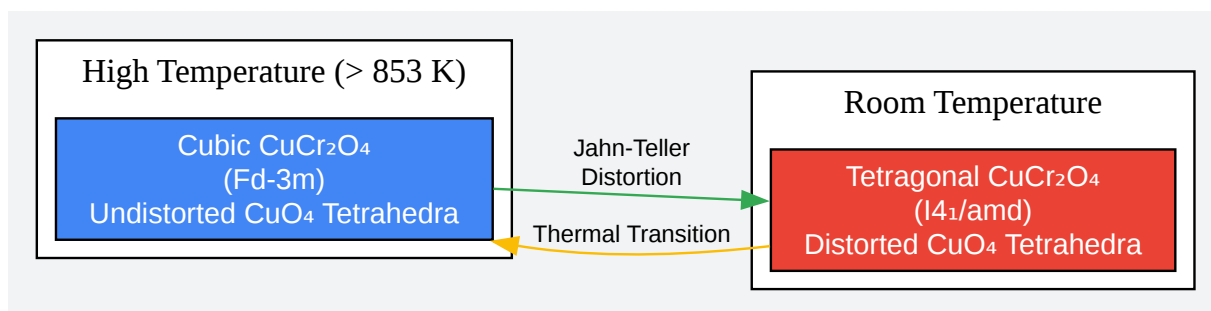 High Temperature (> 853 K)
Cubic CuCr₂O₄
(Fd-3m)
Undistorted CuO₄ Tetrahedra
Jahn-Teller
Distortion
Thermal Transition
Room Temperature
Tetragonal CuCr₂O₄
(I4₁/amd)
Distorted CuO₄ Tetrahedra